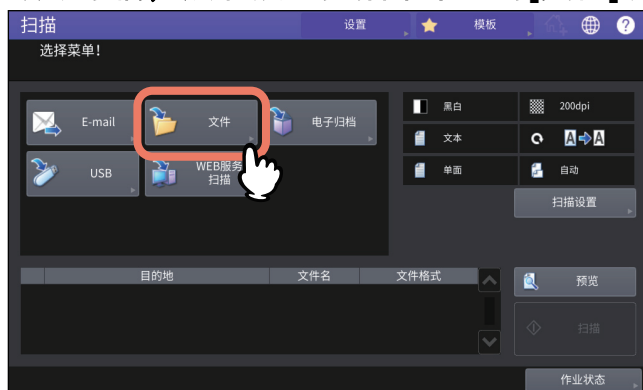 扫描 设置 模板 ?
选择菜单！
E-mail 文件 电子归档
USB WEB服务扫描
黑白 200dpi
文本 A A
单面 自动
扫描设置
目的地 文件名 文件格式
预览
扫描
作业状态